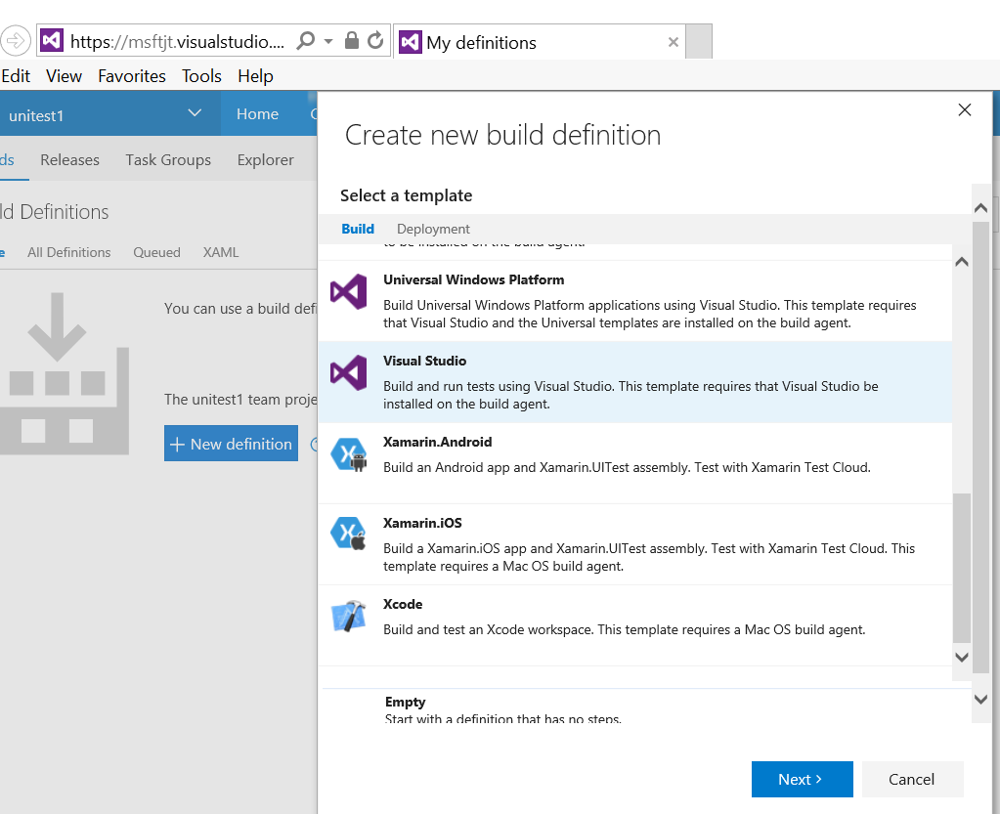 https://msftjt.visualstudio....
My definitions
Edit View Favorites Tools Help
unitest1
Home
ds Releases Task Groups Explorer
ld Definitions
e All Definitions Queued XAML
You can use a build defi
The unitest1 team proje
+ New definition
Create new build definition
Select a template
Build Deployment
to be installed on the build agent.
Universal Windows Platform
Build Universal Windows Platform applications using Visual Studio. This template requires
that Visual Studio and the Universal templates are installed on the build agent.
Visual Studio
Build and run tests using Visual Studio. This template requires that Visual Studio be
installed on the build agent.
Xamarin.Android
Build an Android app and Xamarin.UITest assembly. Test with Xamarin Test Cloud.
Xamarin.iOS
Build a Xamarin.iOS app and Xamarin.UITest assembly. Test with Xamarin Test Cloud. This
template requires a Mac OS build agent.
Xcode
Build and test an Xcode workspace. This template requires a Mac OS build agent.
Empty
Start with a definition that has no steps.
Next >
Cancel